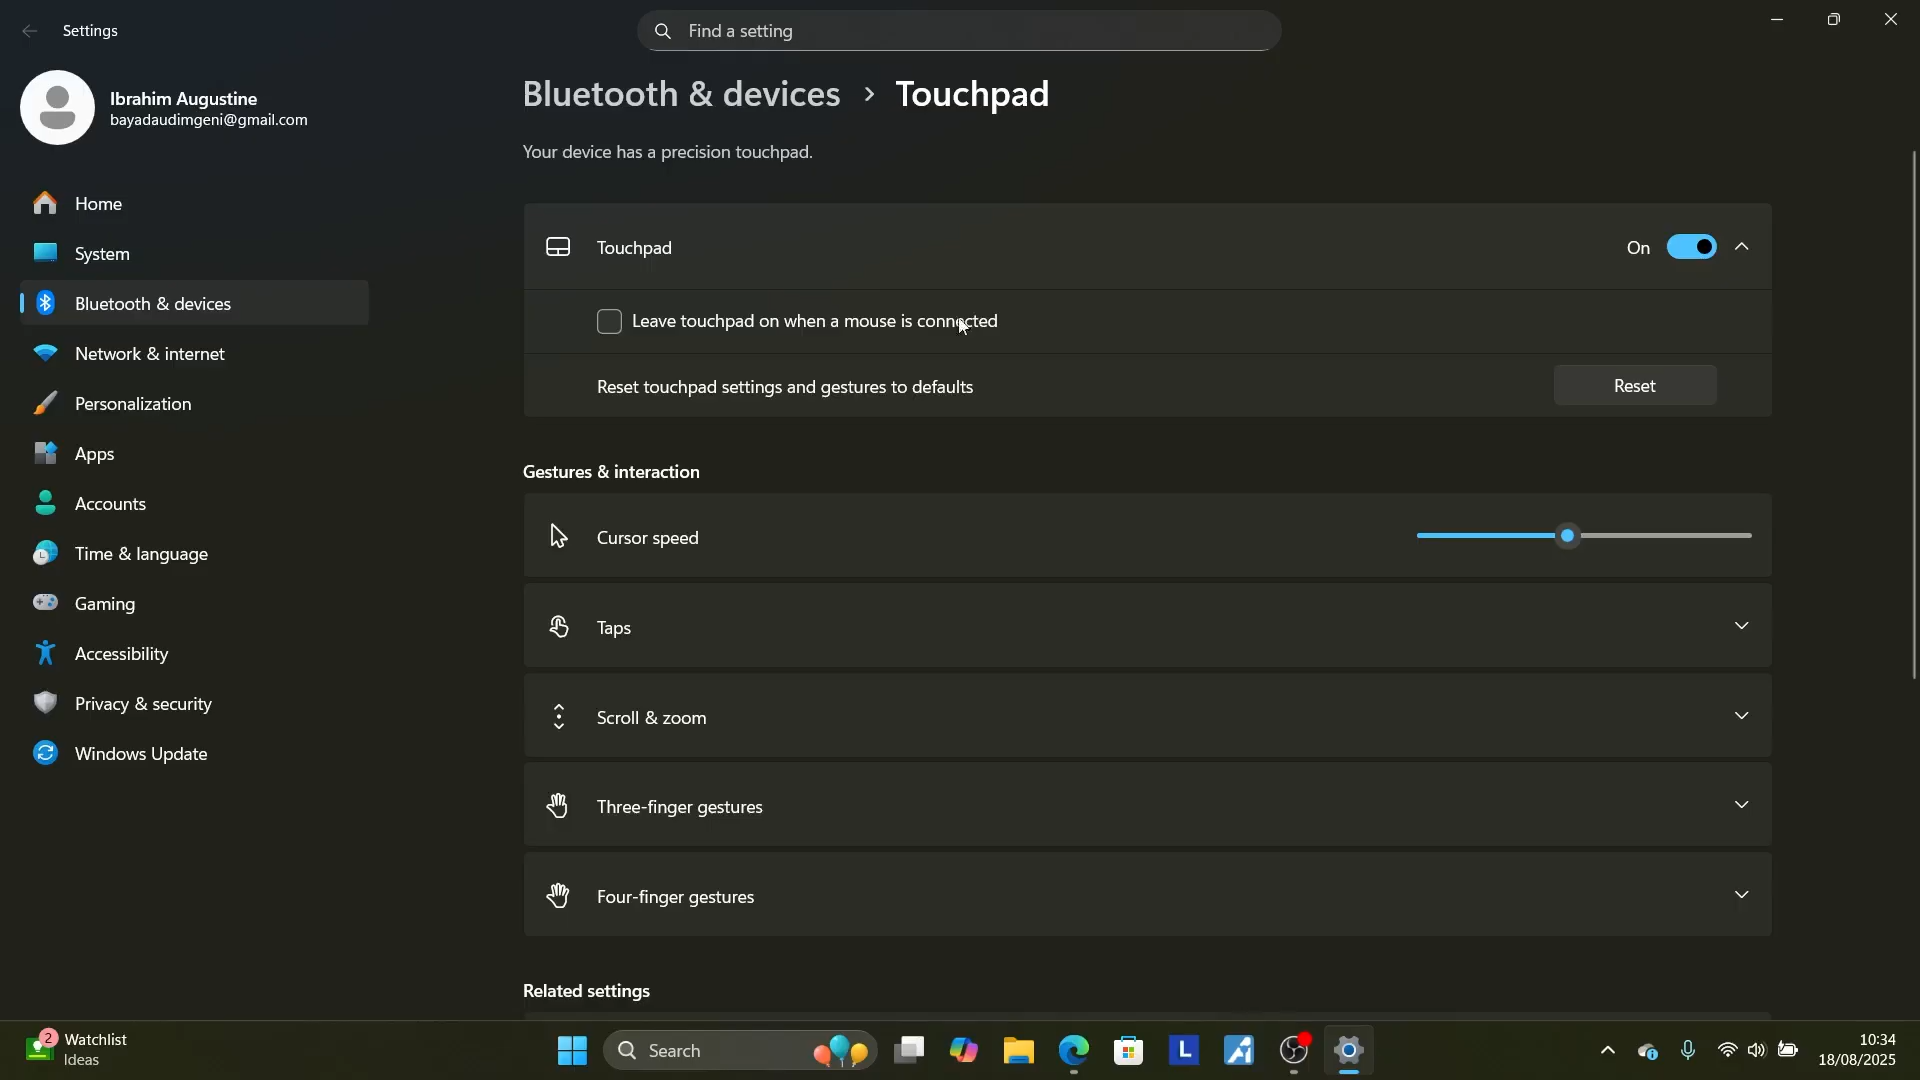 Settings
Find a setting
Ibrahim Augustine
bayadaudimgeni@gmail.com
Home
System
Bluetooth & devices
Network & internet
Personalization
Apps
Accounts
Time & language
Gaming
Accessibility
Privacy & security
Windows Update
Bluetooth & devices > Touchpad
Your device has a precision touchpad.
Touchpad On
Leave touchpad on when a mouse is connected
Reset touchpad settings and gestures to defaults Reset
Gestures & interaction
Cursor speed
Taps
Scroll & zoom
Three-finger gestures
Four-finger gestures
Related settings
2 Watchlist
Ideas
Search
L
10:34
18/08/2025